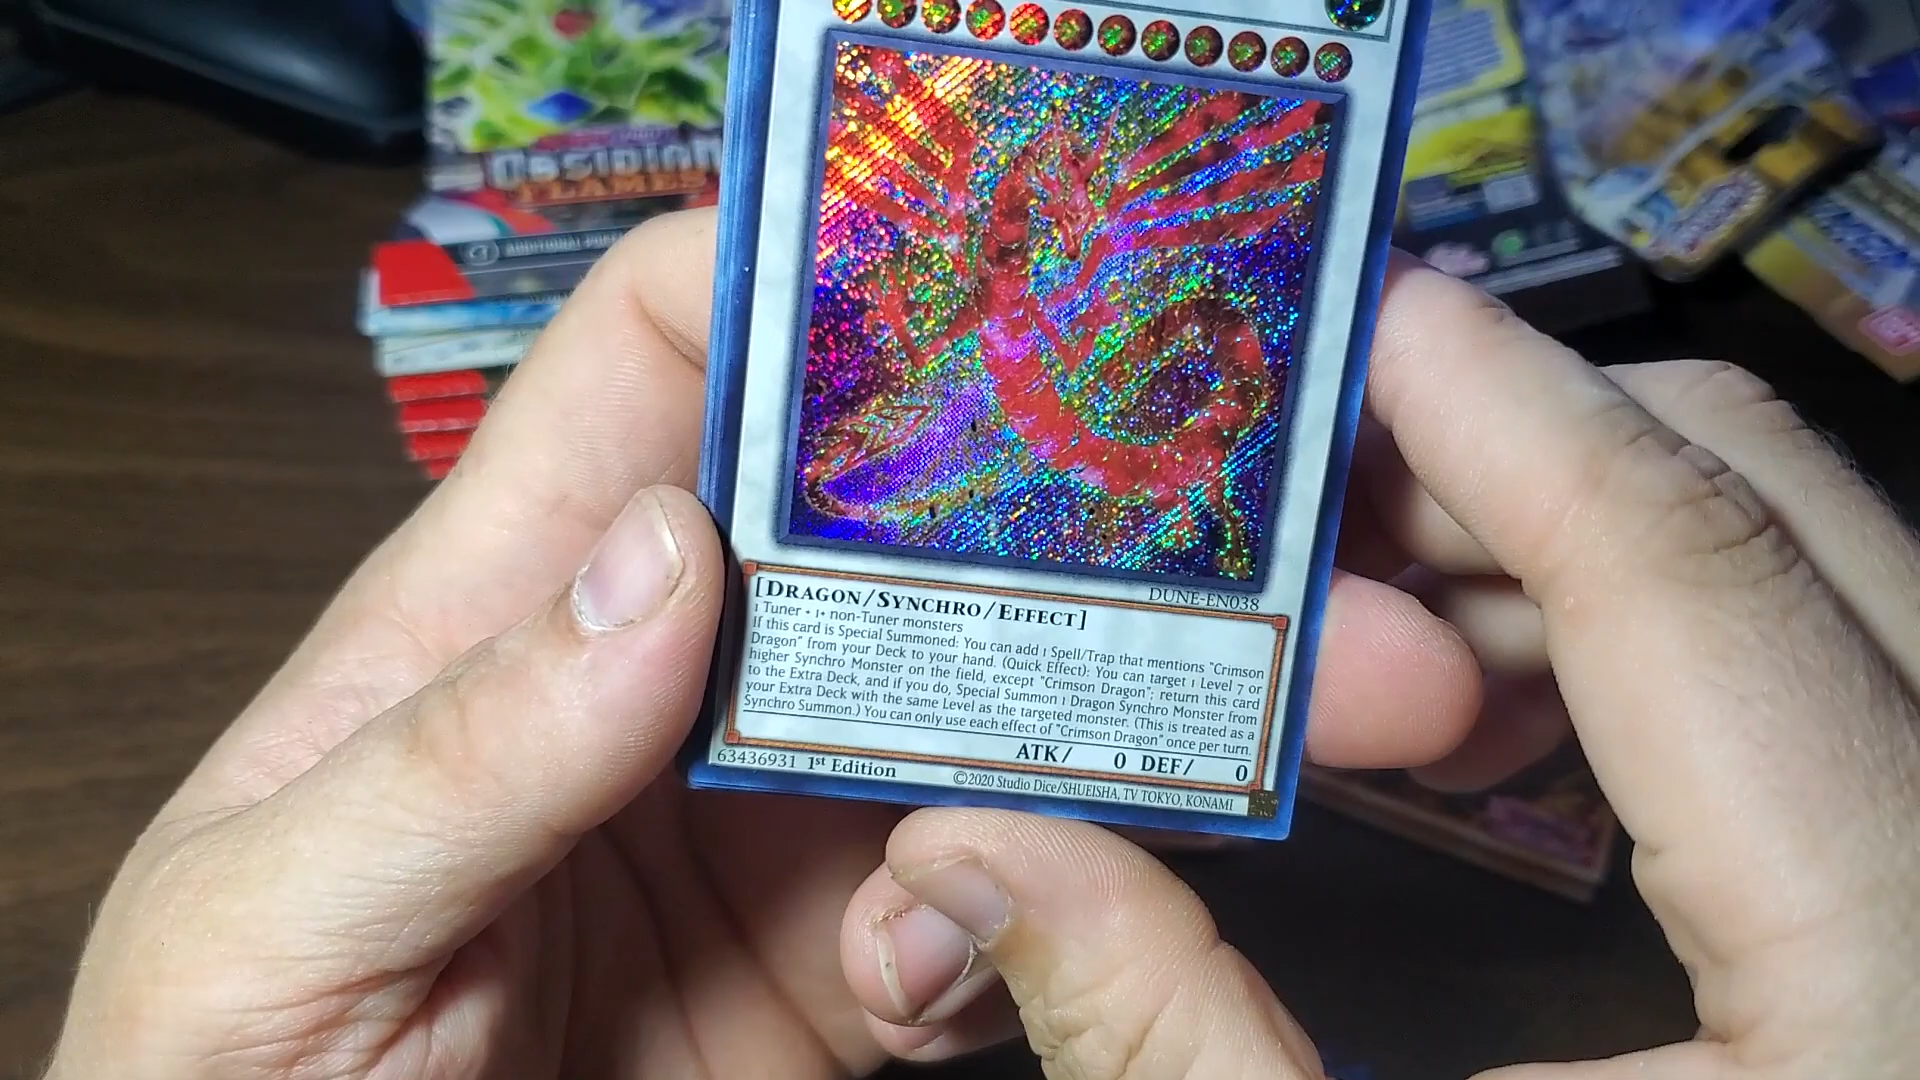 OBSIDIAN
FLAMES
DUNE-EN038
[DRAGON/SYNCHRO/EFFECT]
1 Tuner + 1+ non-Tuner monsters
If this card is Special Summoned: You can add 1 Spell/Trap that mentions "Crimson
Dragon" from your Deck to your hand. (Quick Effect): You can target 1 Level 7 or
higher Synchro Monster on the field, except "Crimson Dragon"; return this card
to the Extra Deck, and if you do, Special Summon 1 Dragon Synchro Monster from
your Extra Deck with the same Level as the targeted monster. (This is treated as a
Synchro Summon.) You can only use each effect of "Crimson Dragon" once per turn.
ATK/ 0 DEF/ 0
63436931 1st Edition
©2020 Studio Dice/SHUEISHA, TV TOKYO, KONAMI